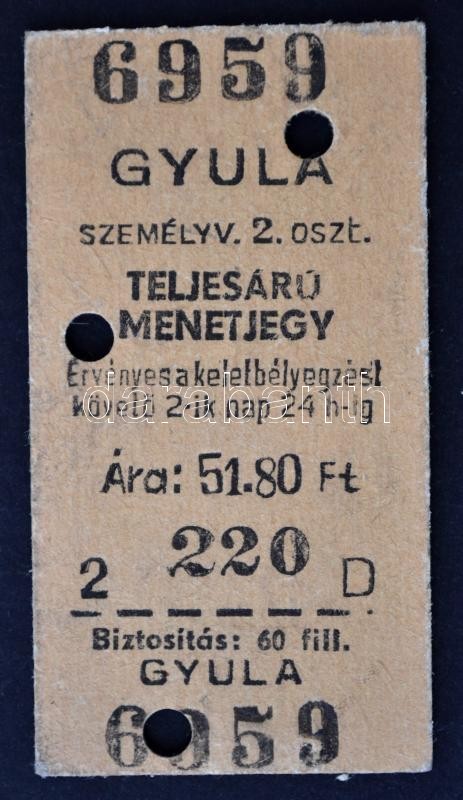 6959
GYULA
SZEMÉLYV. 2. OSZT.
TELJESÁRÚ
MENETJEGY
Érvényes a keletbélyegzést
követő 2-ik nap 24 h-ig
darabanth
Ára: 51.80 Ft
220
2 D
Biztosítás: 60 fill.
GYULA
6959